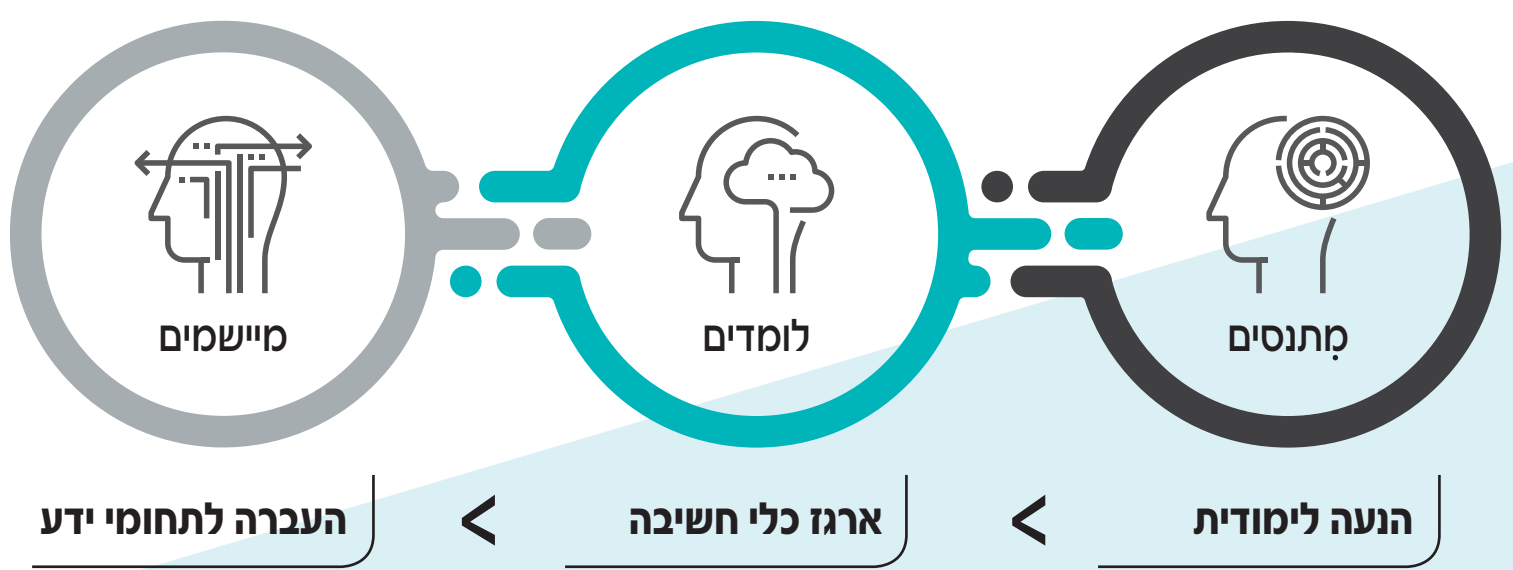 מִתנסים
לומדים
מיישמים
הנעה לימודית < ארגז כלי חשיבה < העברה לתחומי ידע